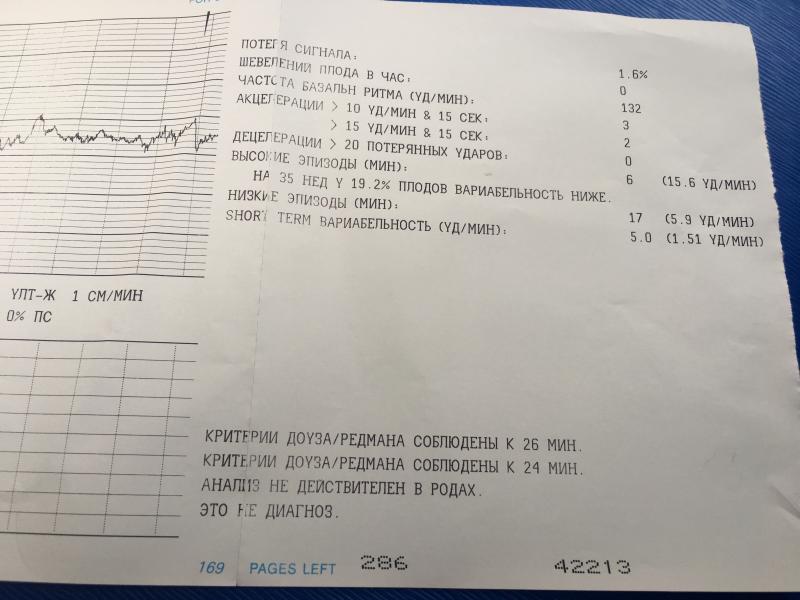 ПОТЕРЯ СИГНАЛА: 1.6%
ШЕВЕЛЕНИЙ ПЛОДА В ЧАС: 0
ЧАСТОТА БАЗАЛЬН РИТМА (УД/МИН): 132
АКЦЕЛЕРАЦИИ > 10 УД/МИН & 15 СЕК: 3
> 15 УД/МИН & 15 СЕК: 2
ДЕЦЕЛЕРАЦИИ > 20 ПОТЕРЯННЫХ УДАРОВ: 0
ВЫСОКИЕ ЭПИЗОДЫ (МИН): 6 (15.6 УД/МИН)
НА 35 НЕД У 19.2% ПЛОДОВ ВАРИАБЕЛЬНОСТЬ НИЖЕ.
НИЗКИЕ ЭПИЗОДЫ (МИН): 17 (5.9 УД/МИН)
SHORT TERM ВАРИАБЕЛЬНОСТЬ (УД/МИН): 5.0 (1.51 УД/МИН)
УЛТ-Ж 1 СМ/МИН
0% ПС
КРИТЕРИИ ДОУЗА/РЕДМАНА СОБЛЮДЕНЫ К 26 МИН.
КРИТЕРИИ ДОУЗА/РЕДМАНА СОБЛЮДЕНЫ К 24 МИН.
АНАЛИЗ НЕ ДЕЙСТВИТЕЛЕН В РОДАХ.
ЭТО НЕ ДИАГНОЗ.
169 PAGES LEFT 286 42213